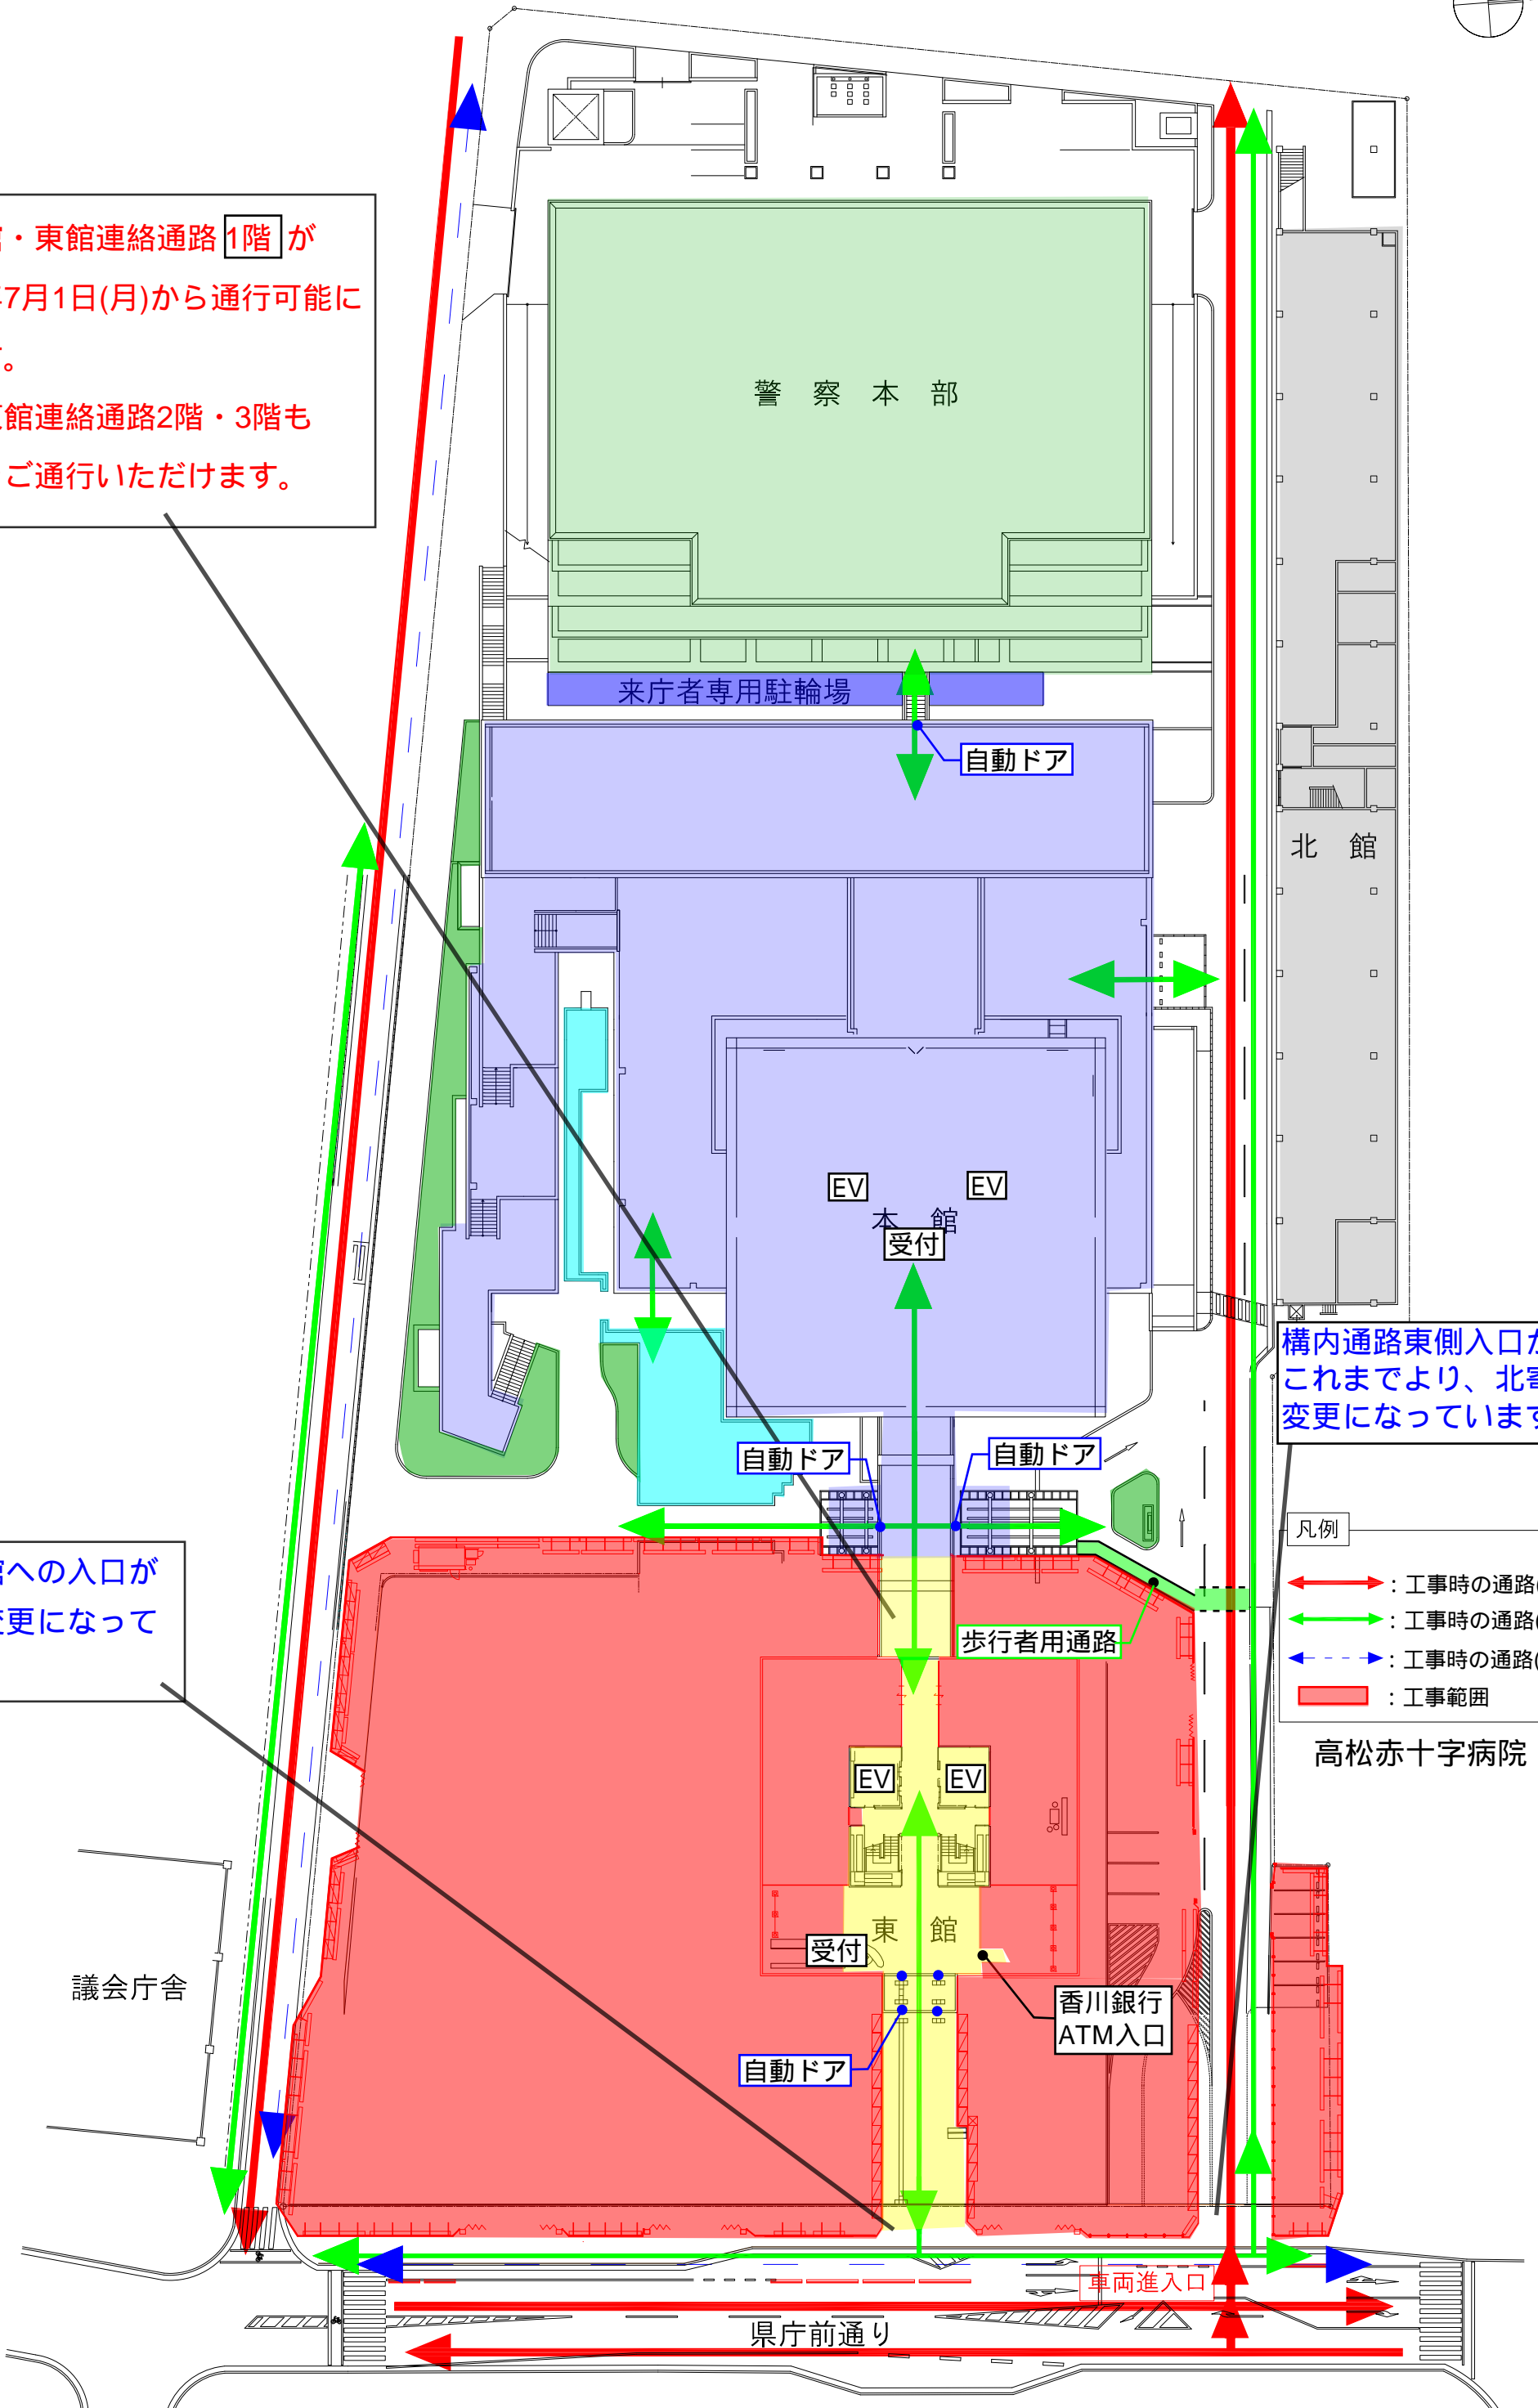 ・東館連絡通路 1階 が
7月1日(月)から通行可能に
。
館連絡通路2階・3階も
ご通行いただけます。
警 察 本 部
来庁者専用駐輪場
自動ドア
北 館
EV
EV
本 館
受付
構内通路東側入口が
これまでより、北寄
変更になっています
自動ドア
自動ドア
凡例
：工事時の通路(
：工事時の通路(
：工事時の通路(
：工事範囲
館への入口が
変更になって
歩行者用通路
高松赤十字病院
EV
EV
東 館
受付
議会庁舎
香川銀行
ATM入口
自動ドア
車両進入口
県庁前通り